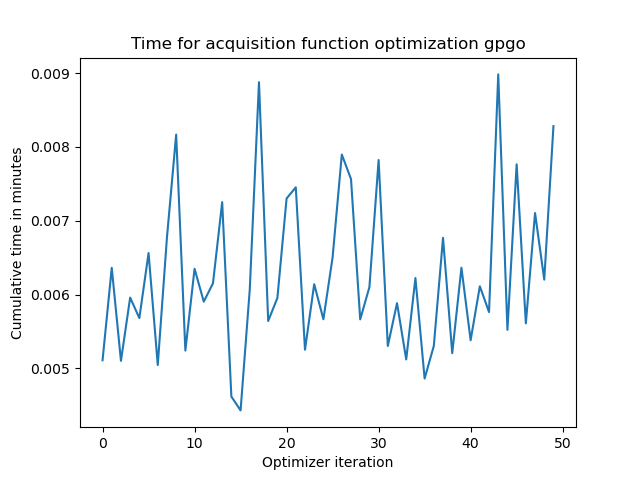 Time for acquisition function optimization gpgo
0.009
0.008
0.007
0.006
0.005
Cumulative time in minutes
0 10 20 30 40 50
Optimizer iteration